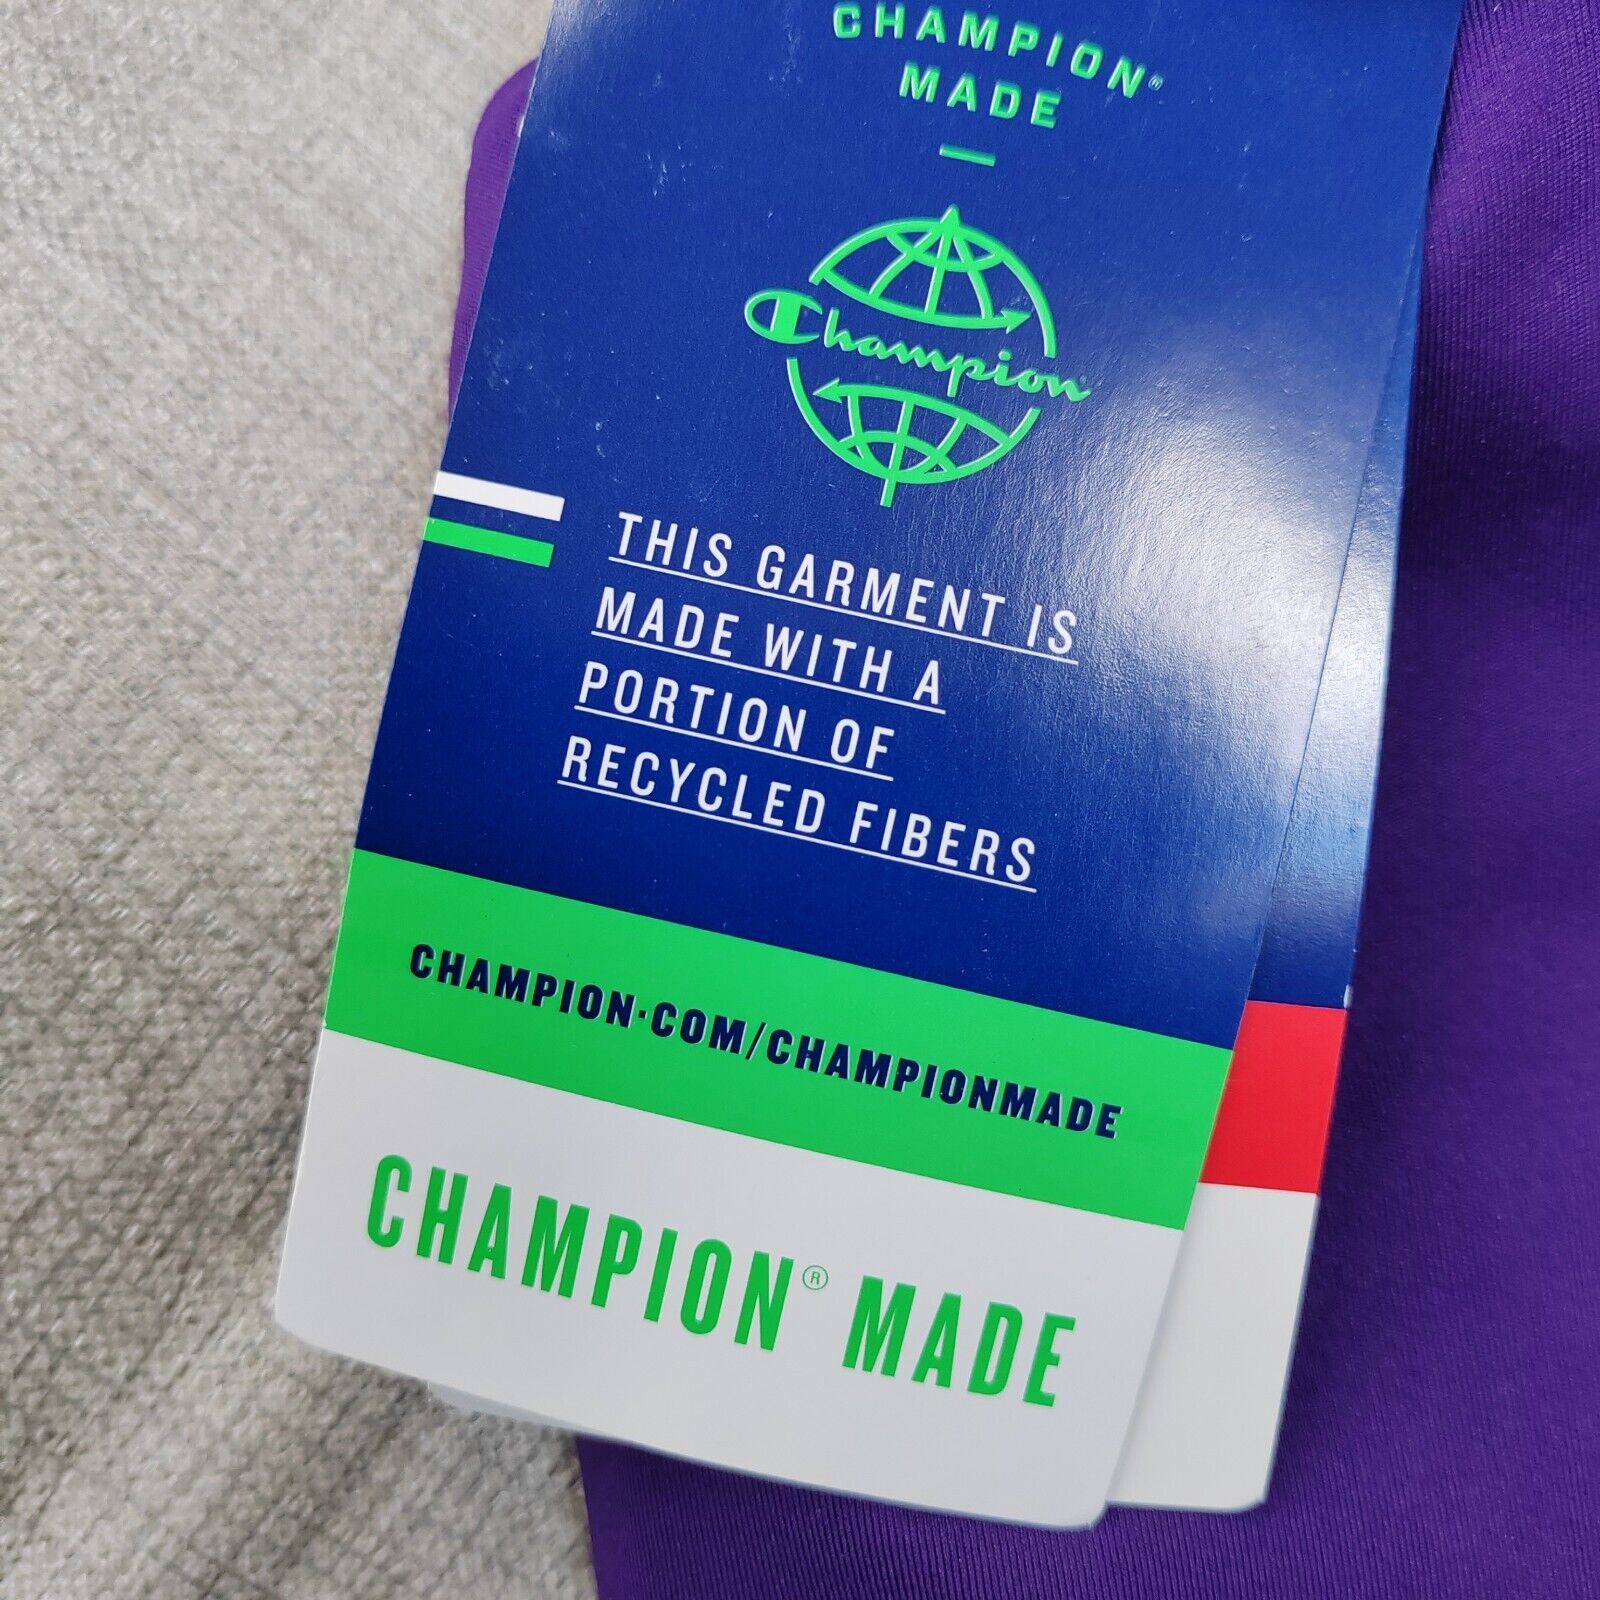 CHAMPION®
MADE
Champion
THIS GARMENT IS
MADE WITH A
PORTION OF
RECYCLED FIBERS
CHAMPION·COM/CHAMPIONMADE
CHAMPION® MADE